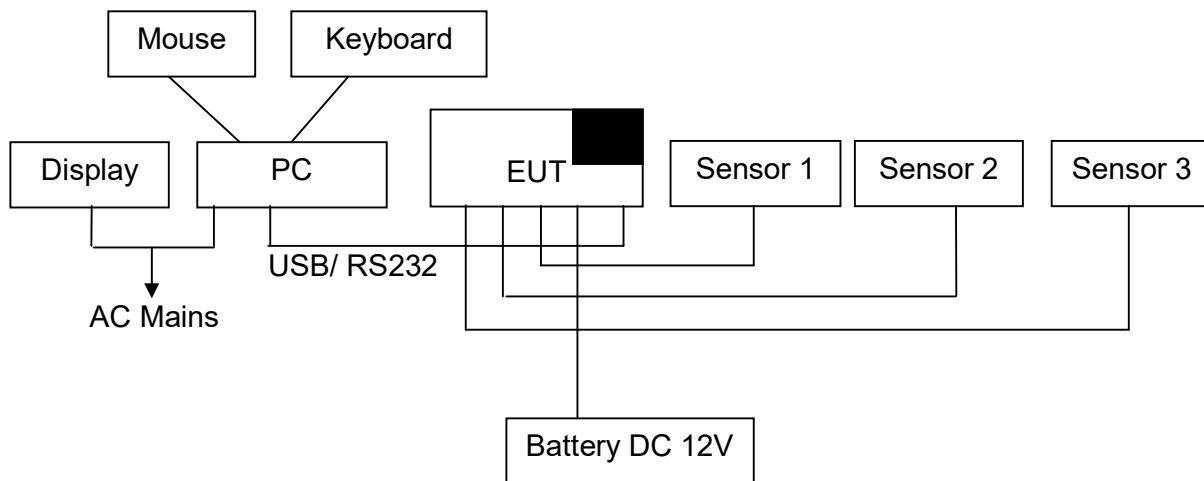 Mouse
Keyboard
Display
PC
EUT
Sensor 1
Sensor 2
Sensor 3
USB/ RS232
AC Mains
Battery DC 12V